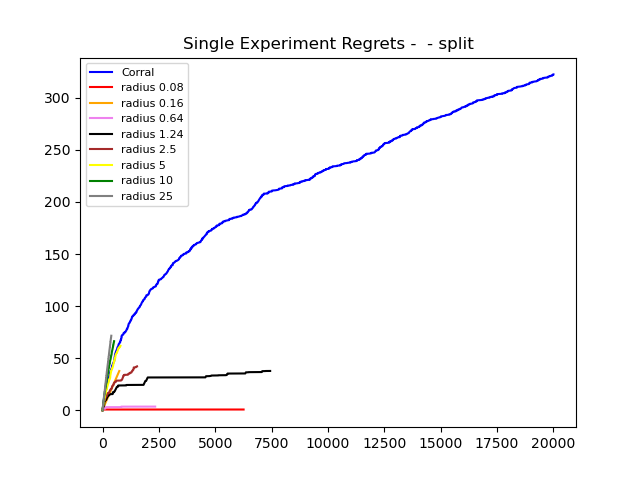 Single Experiment Regrets -  - split
Corral
radius 0.08
radius 0.16
radius 0.64
radius 1.24
radius 2.5
radius 5
radius 10
radius 25
300
250
200
150
100
50
0
0 2500 5000 7500 10000 12500 15000 17500 20000